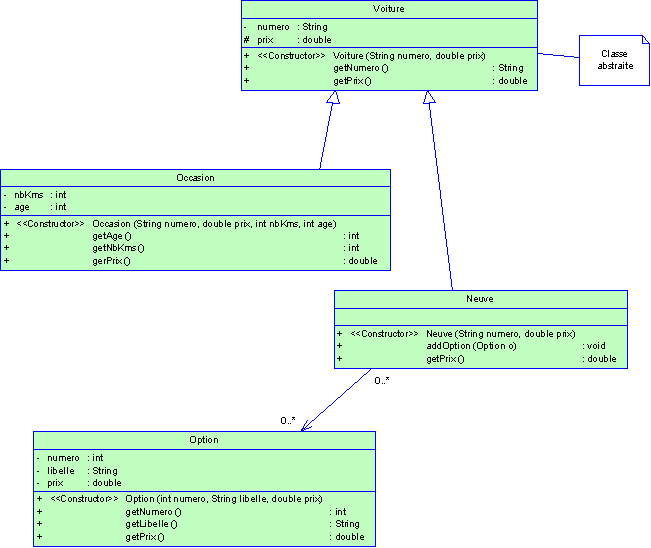 Voiture
- numero : String
# prix : double
+ <<Constructor>> Voiture (String numero, double prix)
+ getNumero () : String
+ getPrix () : double
Classe
abstraite
Occasion
- nbKms : int
- age : int
+ <<Constructor>> Occasion (String numero, double prix, int nbKms, int age)
+ getAge () : int
+ getNbKms () : int
+ gerPrix () : double
Neuve
+ <<Constructor>> Neuve (String numero, double prix)
+ addOption (Option o) : void
+ getPrix () : double
0..*
0..*
Option
- numero : int
- libelle : String
- prix : double
+ <<Constructor>> Option (int numero, String libelle, double prix)
+ getNumero () : int
+ getLibelle () : String
+ getPrix () : double